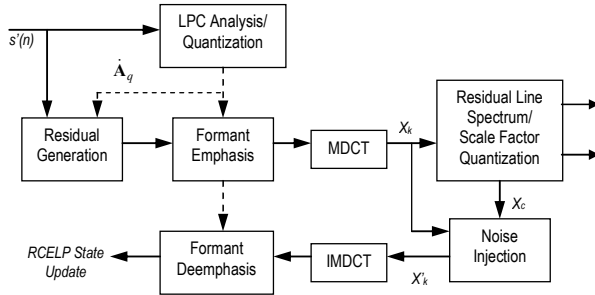 LPC Analysis/
Quantization
s'(n)
Ȧq
Residual
Generation
Formant
Emphasis
MDCT
Xk
Residual Line
Spectrum/
Scale Factor
Quantization
Xc
RCELP State
Update
Formant
Deemphasis
IMDCT
X'k
Noise
Injection